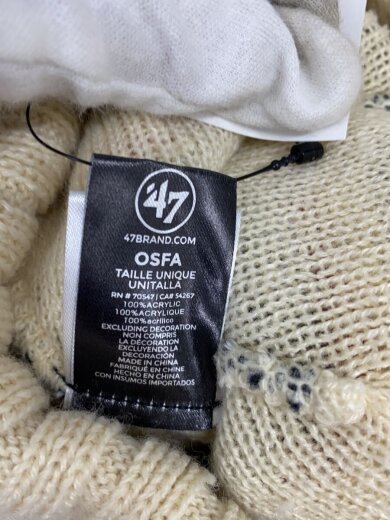 '47
47BRAND.COM
OSFA
TAILLE UNIQUE
UNITALLA
RN # 70547 / CA# 54267
100% ACRYLIC
100% ACRYLIQUE
100% acrílico
EXCLUDING DECORATION
NON COMPRIS
LA DÉCORATION
EXCLUYENDO LA
DECORACIÓN
MADE IN CHINA
FABRIQUÉ EN CHINE
HECHO EN CHINA
CON INSUMOS IMPORTADOS